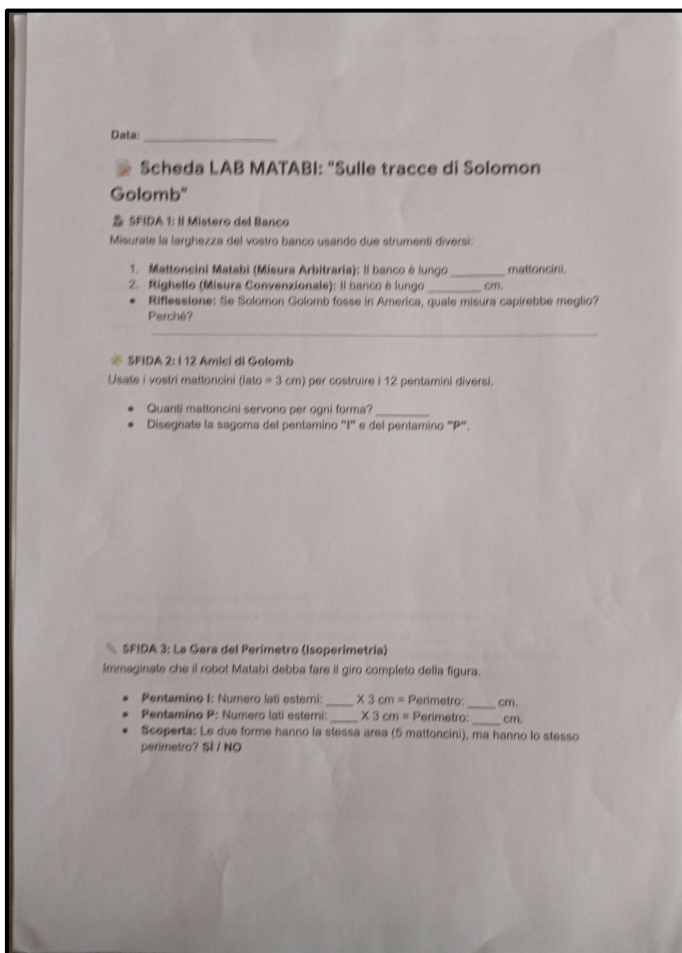 Data: ____________
Scheda LAB MATABI: "Sulle tracce di Solomon
Golomb"
SFIDA 1: Il Mistero del Banco
Misurate la larghezza del vostro banco usando due strumenti diversi:
1. Mattoncini Matabì (Misura Arbitraria): Il banco è lungo ______ mattoncini.
2. Righello (Misura Convenzionale): Il banco è lungo ______ cm.
• Riflessione: Se Solomon Golomb fosse in America, quale misura capirebbe meglio?
Perché?
SFIDA 2: I 12 Amici di Golomb
Usate i vostri mattoncini (lato = 3 cm) per costruire i 12 pentamini diversi.
• Quanti mattoncini servono per ogni forma? ______
• Disegnate la sagoma del pentamino "I" e del pentamino "P".
SFIDA 3: La Gara del Perimetro (Isoperimetria)
Immaginate che il robot Matabì debba fare il giro completo della figura.
• Pentamino I: Numero lati esterni: ____ X 3 cm = Perimetro: ____ cm.
• Pentamino P: Numero lati esterni: ____ X 3 cm = Perimetro: ____ cm.
• Scoperta: Le due forme hanno la stessa area (5 mattoncini), ma hanno lo stesso
perimetro? SÌ / NO